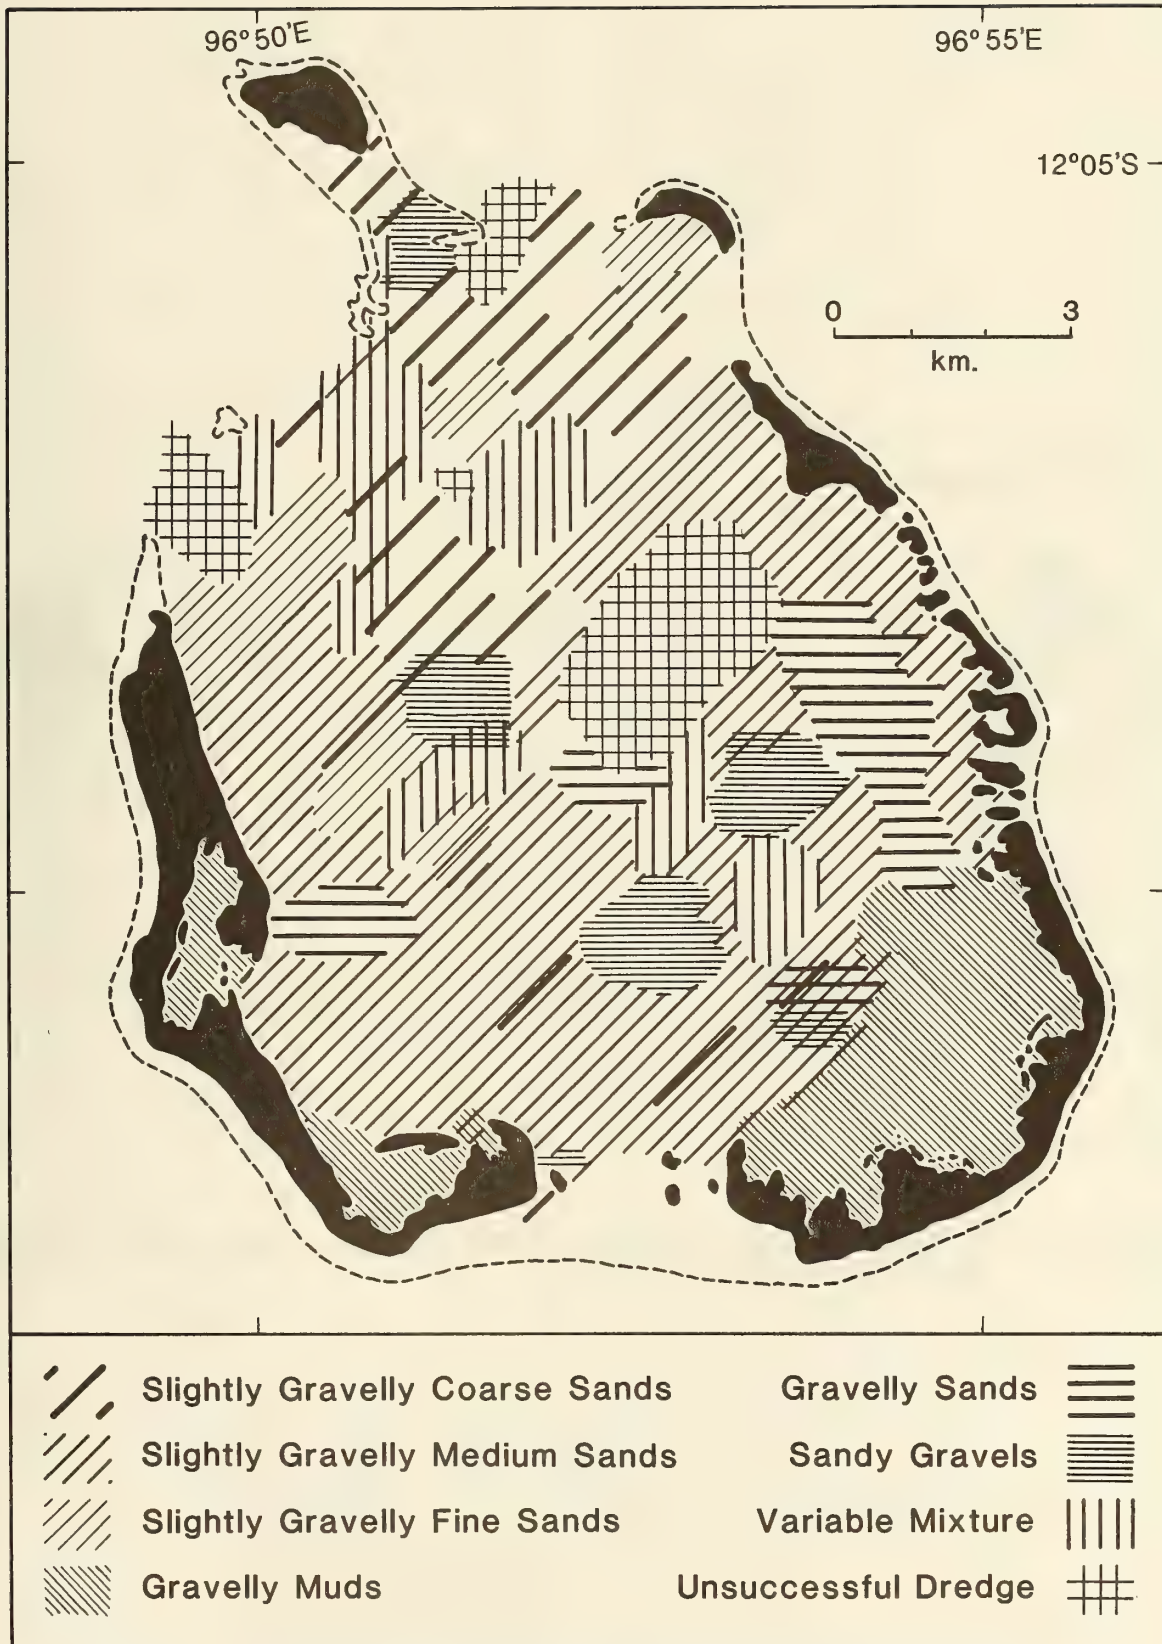 96°50'E
96°55'E
12°05'S
0 3
km.
Slightly Gravelly Coarse Sands
Slightly Gravelly Medium Sands
Slightly Gravelly Fine Sands
Gravelly Muds
Gravelly Sands
Sandy Gravels
Variable Mixture
Unsuccessful Dredge